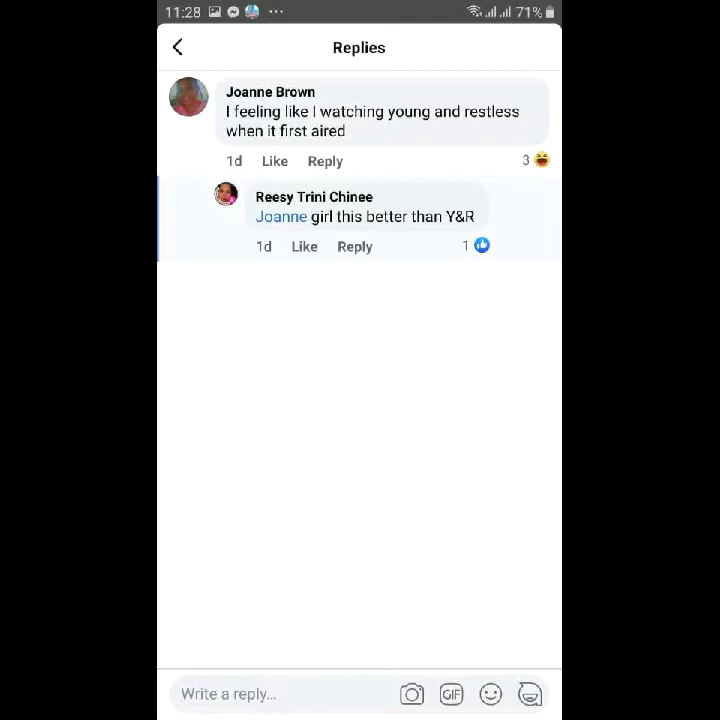 11:28 ... 71%
Replies
Joanne Brown
I feeling like I watching young and restless
when it first aired
1d Like Reply 3
Reesy Trini Chinee
Joanne girl this better than Y&R
1d Like Reply 1
Write a reply... GIF